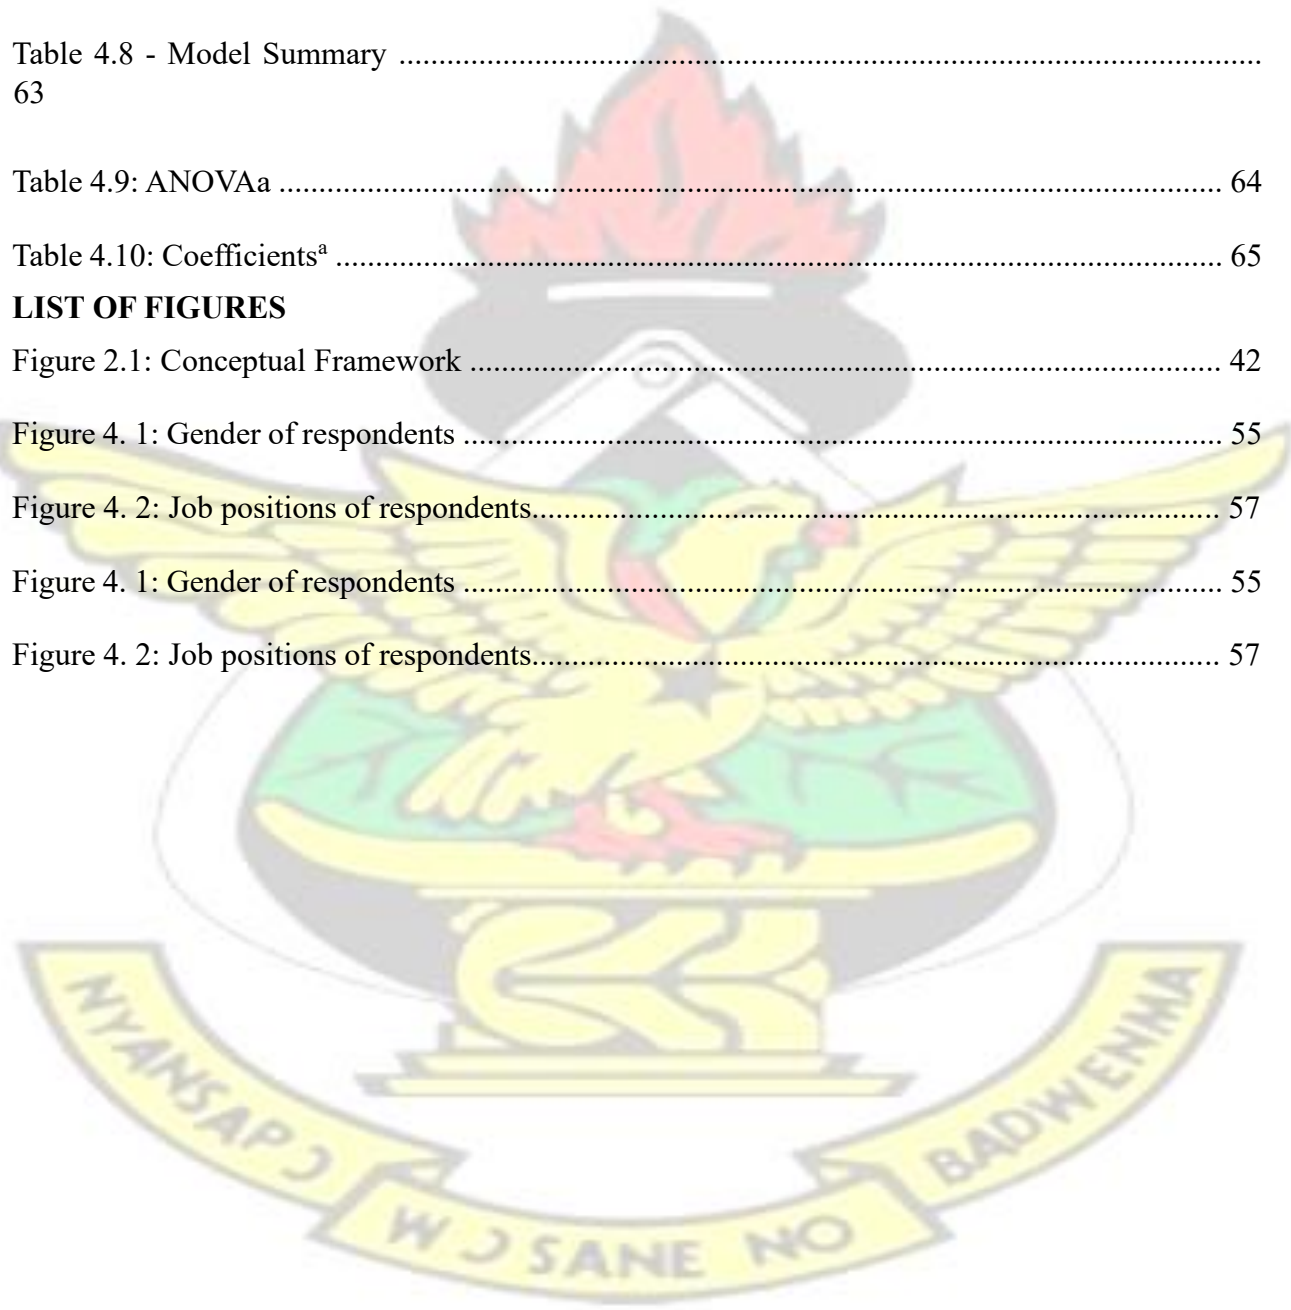 Table 4.8 - Model Summary ............................................................................................................
63
Table 4.9: ANOVAa ...................................................................................................................... 64
Table 4.10: Coefficientsᵃ ............................................................................................................... 65
LIST OF FIGURES
Figure 2.1: Conceptual Framework .............................................................................................. 42
Figure 4. 1: Gender of respondents ............................................................................................... 55
Figure 4. 2: Job positions of respondents...................................................................................... 57
Figure 4. 1: Gender of respondents ............................................................................................... 55
Figure 4. 2: Job positions of respondents...................................................................................... 57
NYANSAPƆ
WƆ SANE NO
BADWENMA